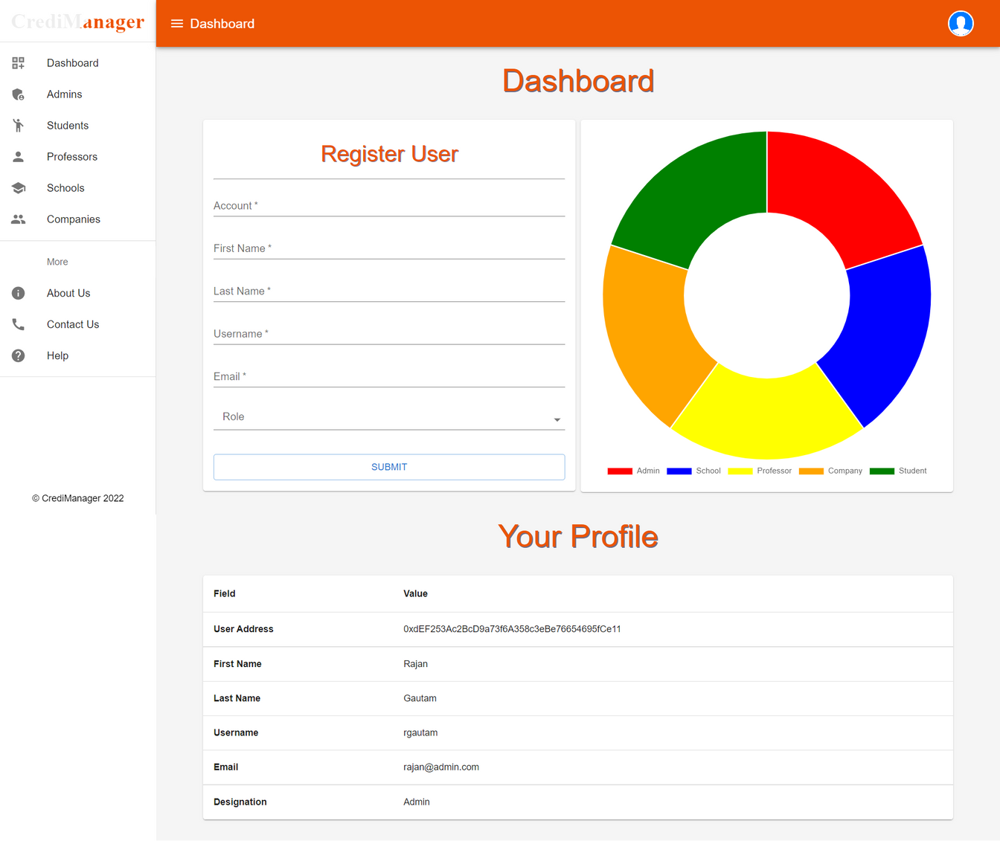 CrediManager
Dashboard
Dashboard
Admins
Students
Professors
Schools
Companies
More
About Us
Contact Us
Help
© CrediManager 2022
Dashboard
Register User
Account *
First Name *
Last Name *
Username *
Email *
Role
SUBMIT
Admin School Professor Company Student
Your Profile
Field Value
User Address 0xdEF253Ac2BcD9a73f6A358c3eBe76654695fCe11
First Name Rajan
Last Name Gautam
Username rgautam
Email rajan@admin.com
Designation Admin